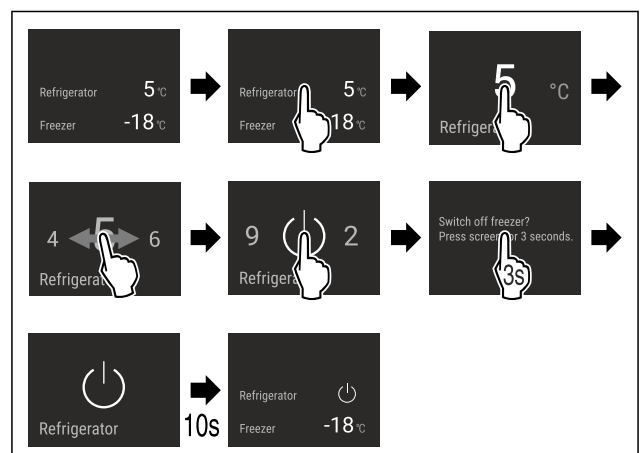 Refrigerator 5 °C
Freezer -18 °C
Refrigerator 5 °C
Freezer 18 °C
5 °C
Refrigera
4 5 6
Refrigerat
9 2
Refrigera
Switch off freezer?
Press screen for 3 seconds.
3s
Refrigerator
10s
Refrigerator
Freezer -18 °C